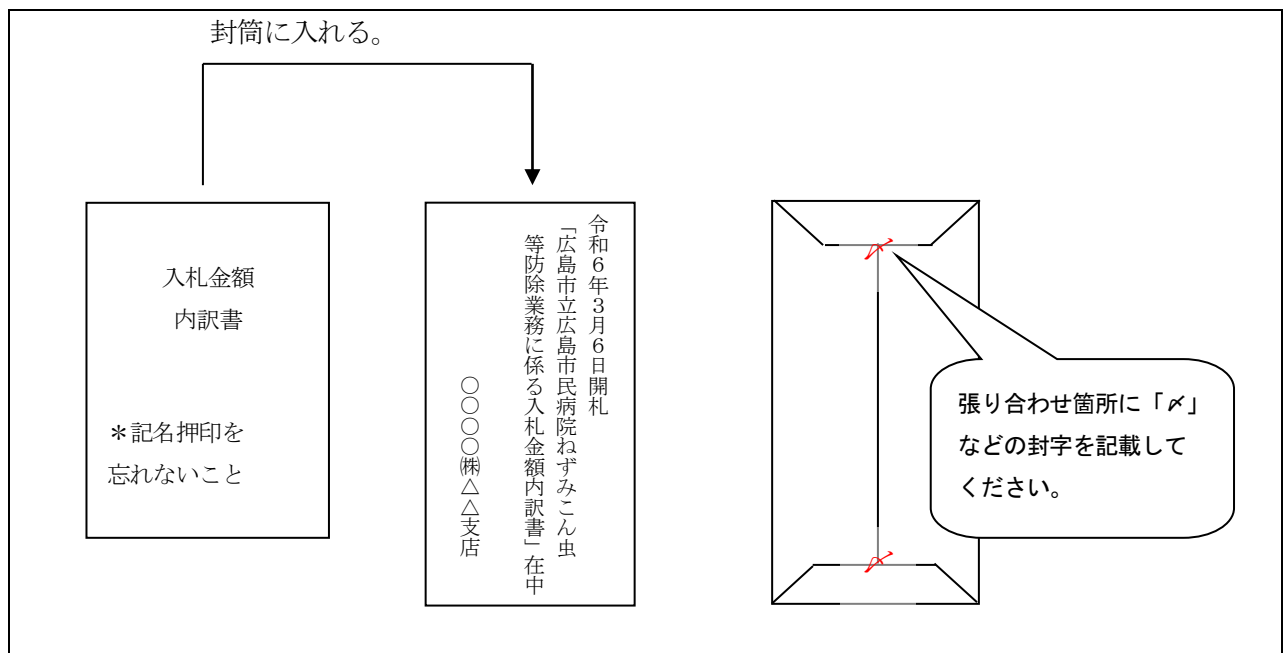 封筒に入れる。
入札金額
内訳書
＊記名押印を
忘れないこと
令和６年３月６日開札
「広島市立広島市民病院ねずみこん虫
等防除業務に係る入札金額内訳書」在中
○○○○㈱△△支店
〆
〆
張り合わせ箇所に「〆」
などの封字を記載して
ください。